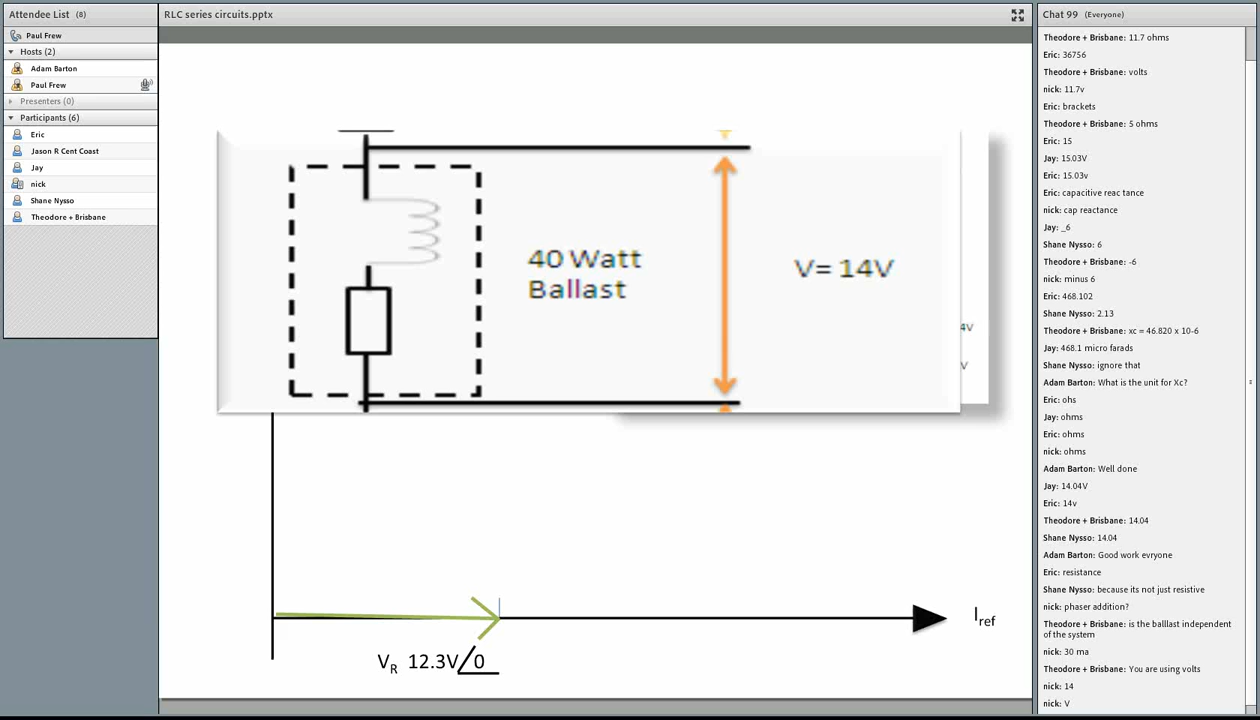 Attendee List (8)
Paul Frew
Hosts (2)
Adam Barton
Paul Frew
Presenters (0)
Participants (6)
Eric
Jason R Cent Coast
Jay
nick
Shane Nysso
Theodore + Brisbane
RLC series circuits.pptx
40 Watt
Ballast
V= 14V
4V
V
VR 12.3V/0
Iref
Chat 99 (Everyone)
Theodore + Brisbane: 11.7 ohms
Eric: 36756
Theodore + Brisbane: volts
nick: 11.7v
Eric: brackets
Theodore + Brisbane: 5 ohms
Eric: 15
Jay: 15.03V
Eric: 15.03v
Eric: capacitive reac tance
nick: cap reactance
Jay: _6
Shane Nysso: 6
Theodore + Brisbane: -6
nick: minus 6
Eric: 468.102
Shane Nysso: 2.13
Theodore + Brisbane: xc = 46.820 x 10-6
Jay: 468.1 micro farads
Shane Nysso: ignore that
Adam Barton: What is the unit for Xc?
Eric: ohs
Jay: ohms
Eric: ohms
nick: ohms
Adam Barton: Well done
Jay: 14.04V
Eric: 14v
Theodore + Brisbane: 14.04
Shane Nysso: 14.04
Adam Barton: Good work evryone
Eric: resistance
Shane Nysso: because its not just resistive
nick: phaser addition?
Theodore + Brisbane: is the balllast independent
of the system
nick: 30 ma
Theodore + Brisbane: You are using volts
nick: 14
nick: V